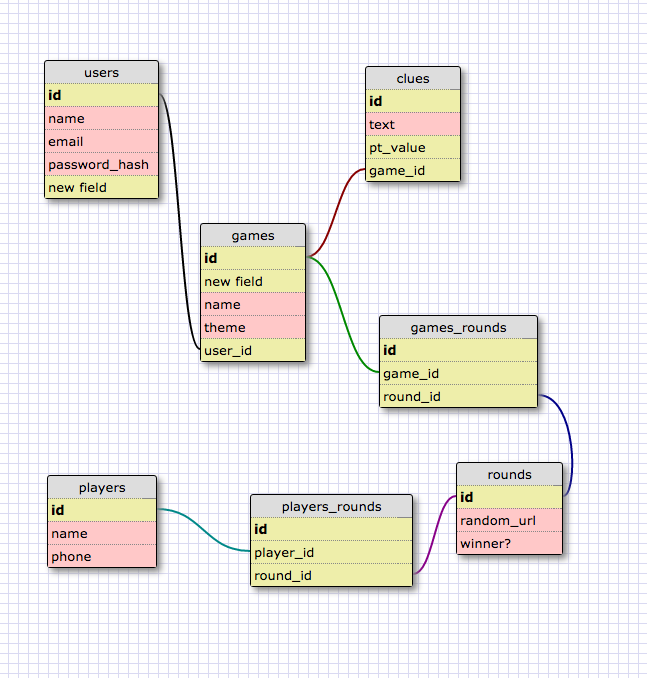 users
id
name
email
password_hash
new field
clues
id
text
pt_value
game_id
games
id
new field
name
theme
user_id
games_rounds
id
game_id
round_id
players
id
name
phone
players_rounds
id
player_id
round_id
rounds
id
random_url
winner?